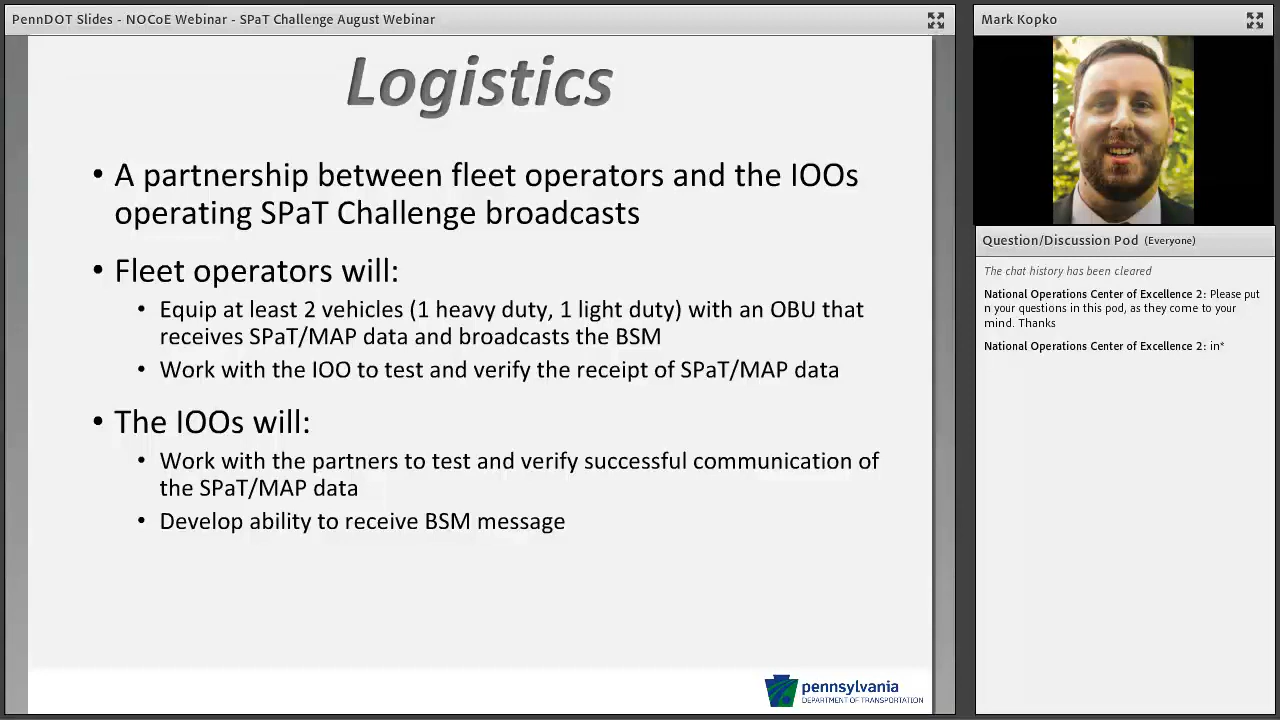 PennDOT Slides - NOCoE Webinar - SPaT Challenge August Webinar
Logistics
• A partnership between fleet operators and the IOOs
operating SPaT Challenge broadcasts
• Fleet operators will:
• Equip at least 2 vehicles (1 heavy duty, 1 light duty) with an OBU that
receives SPaT/MAP data and broadcasts the BSM
• Work with the IOO to test and verify the receipt of SPaT/MAP data
• The IOOs will:
• Work with the partners to test and verify successful communication of
the SPaT/MAP data
• Develop ability to receive BSM message
pennsylvania
DEPARTMENT OF TRANSPORTATION
Mark Kopko
Question/Discussion Pod (Everyone)
The chat history has been cleared
National Operations Center of Excellence 2: Please put
n your questions in this pod, as they come to your
mind. Thanks
National Operations Center of Excellence 2: in*